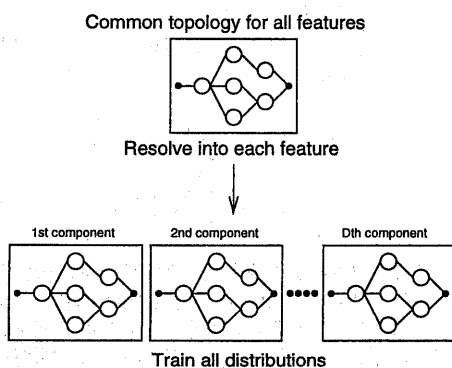 Common topology for all features
Resolve into each feature
1st component
2nd component
Dth component
Train all distributions